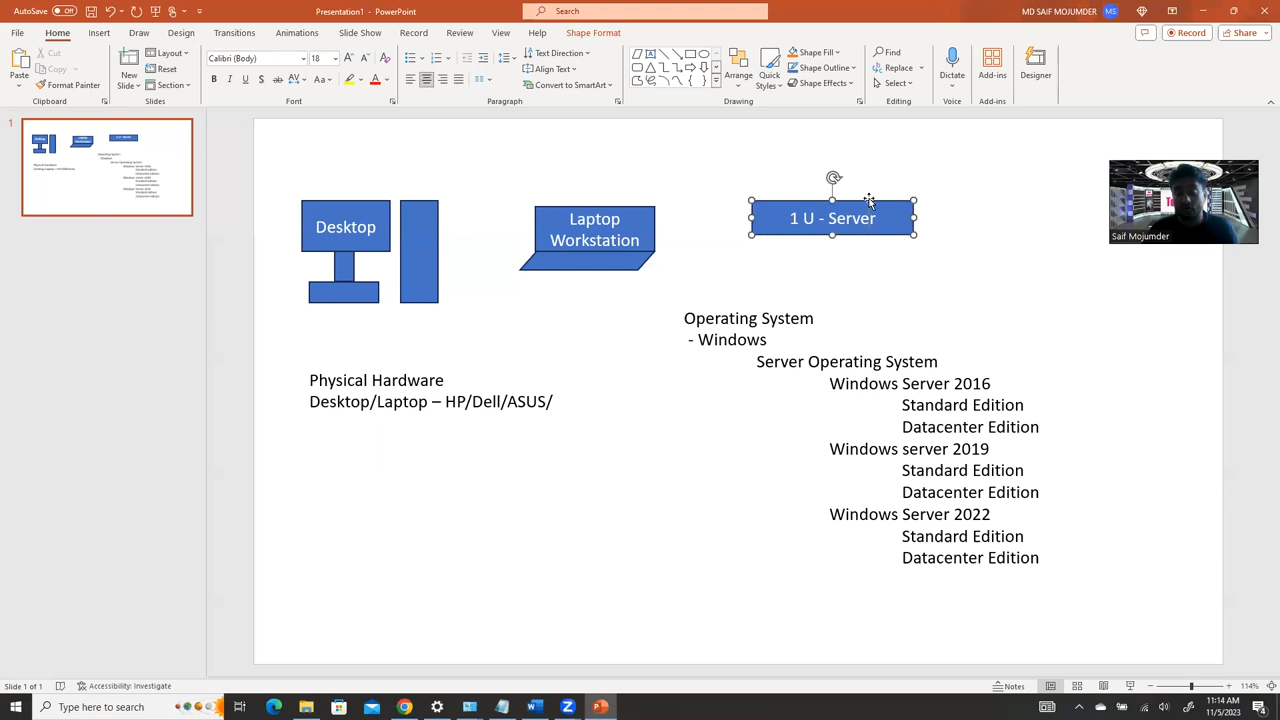 AutoSave Off
Presentation1 - PowerPoint
Search
MD SAIF MOJUMDER MS
File Home Insert Draw Design Transitions Animations Slide Show Record Review View Help Shape Format
Record Share
Paste
Cut
Copy
Format Painter
Clipboard
New
Slide
Layout
Reset
Section
Slides
Calibri (Body) 18
B I U S ab AV Aa A
Font
Text Direction
Align Text
Convert to SmartArt
Paragraph
Arrange
Quick
Styles
Shape Fill
Shape Outline
Shape Effects
Drawing
Find
Replace
Select
Editing
Dictate
Voice
Add-ins
Add-ins
Designer
1
Desktop
Laptop
Workstation
1 U - Server
Saif Mojumder
Operating System
- Windows
Server Operating System
Windows Server 2016
Standard Edition
Datacenter Edition
Windows server 2019
Standard Edition
Datacenter Edition
Windows Server 2022
Standard Edition
Datacenter Edition
Physical Hardware
Desktop/Laptop – HP/Dell/ASUS/
Slide 1 of 1
Accessibility: Investigate
Notes
114%
Type here to search
11:14 AM
11/5/2023